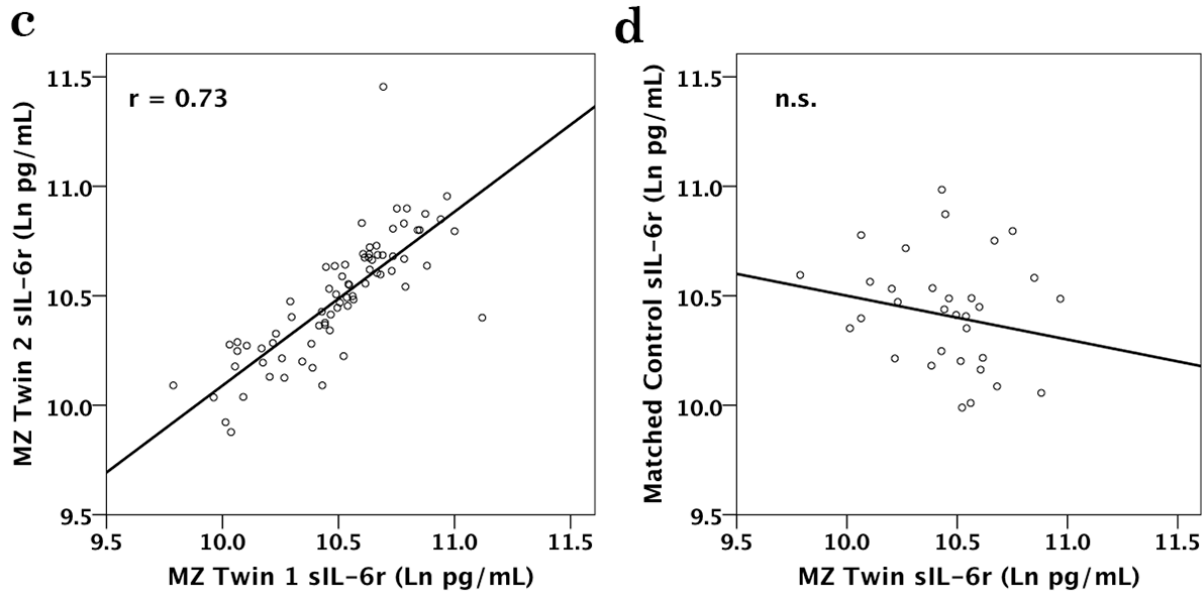 c
r = 0.73
MZ Twin 2 sIL-6r (Ln pg/mL)
11.5
11.0
10.5
10.0
9.5
9.5 10.0 10.5 11.0 11.5
MZ Twin 1 sIL-6r (Ln pg/mL)
d
n.s.
Matched Control sIL-6r (Ln pg/mL)
11.5
11.0
10.5
10.0
9.5
9.5 10.0 10.5 11.0 11.5
MZ Twin sIL-6r (Ln pg/mL)